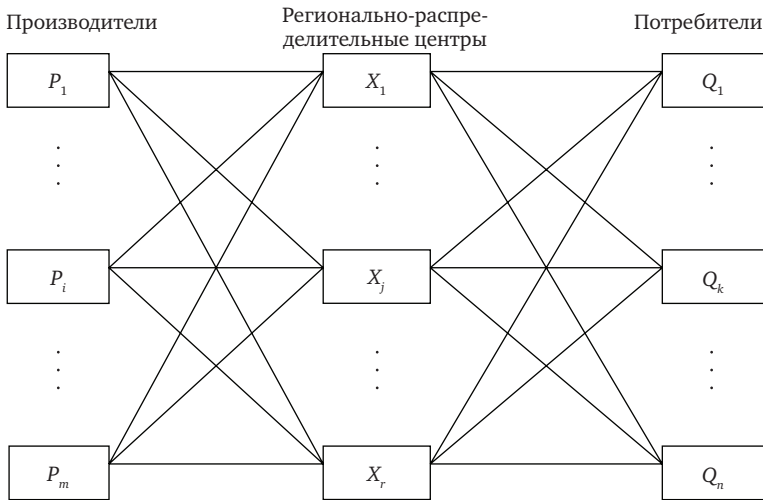 Производители
Регионально-распре-
делительные центры
Потребители
P₁
X₁
Q₁
Pᵢ
Xⱼ
Qₖ
Pₘ
Xᵣ
Qₙ